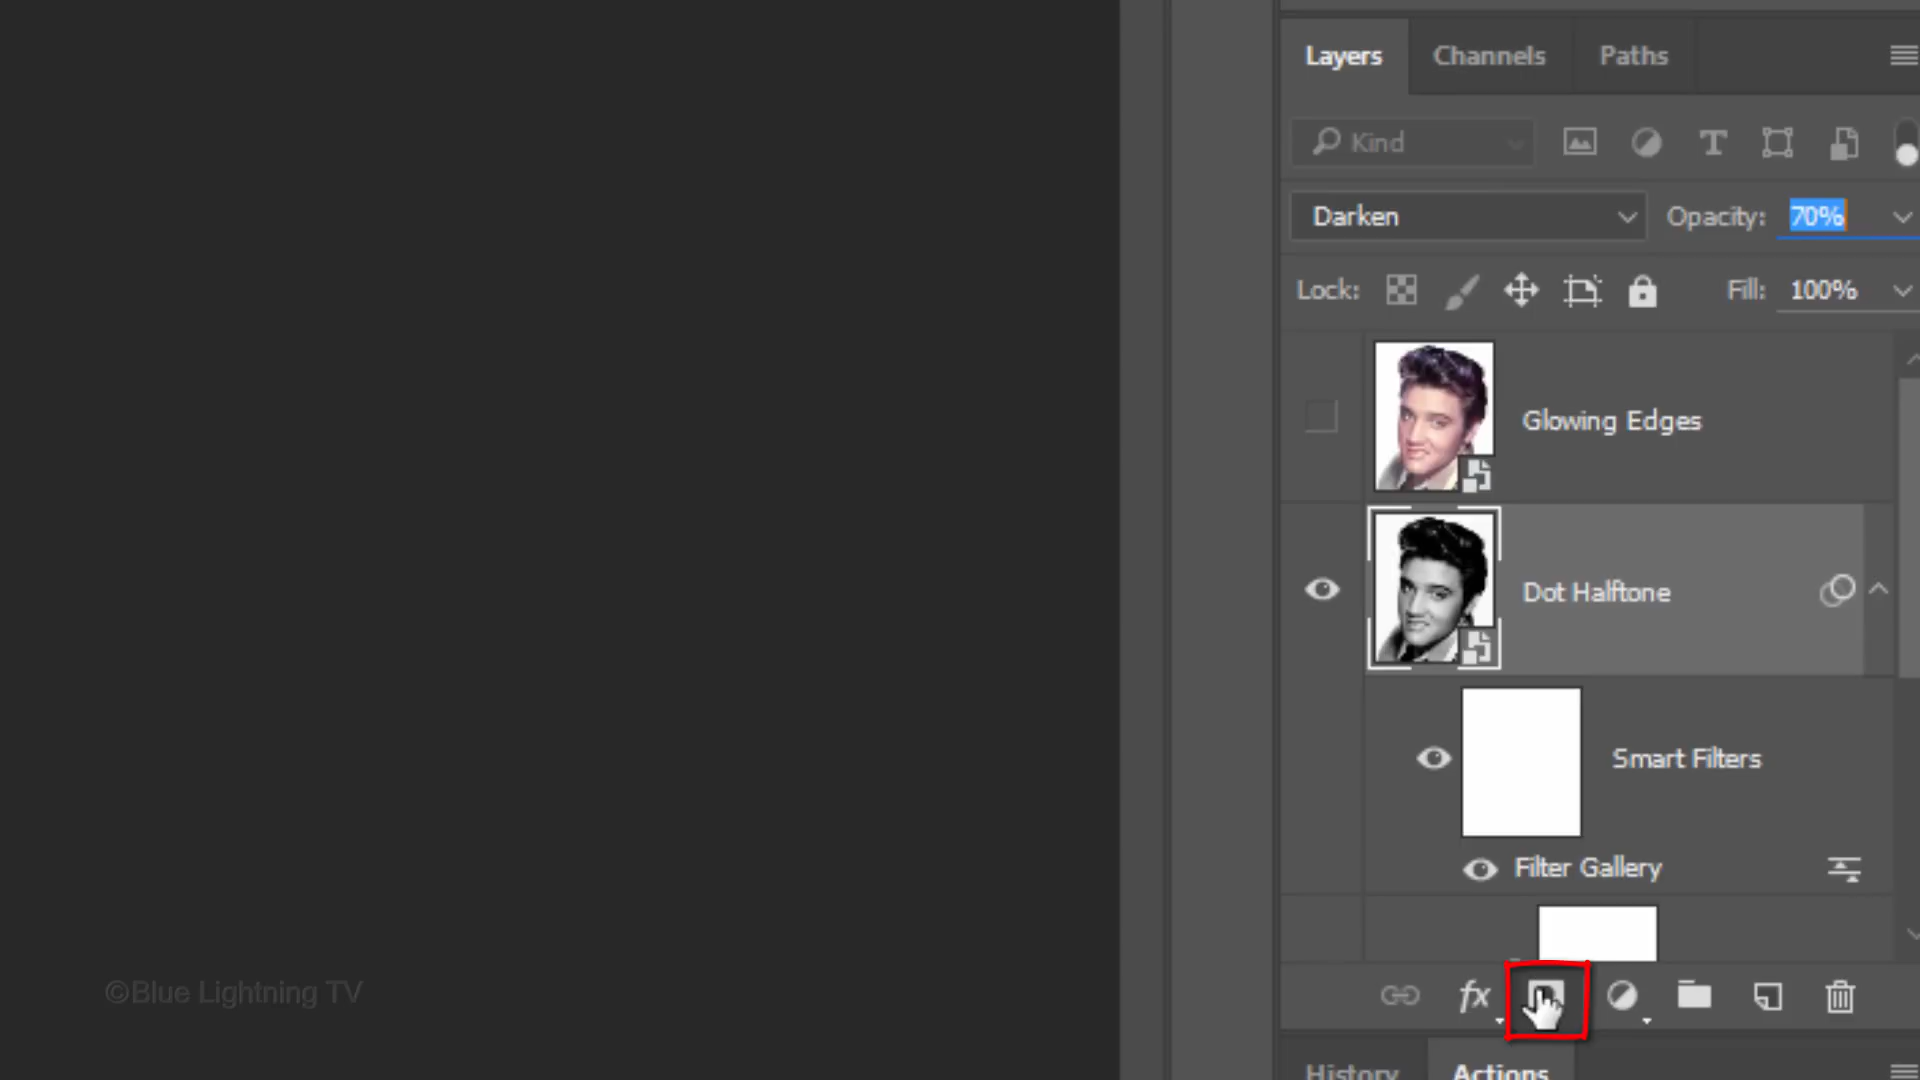 Layers Channels Paths
Kind T
Darken Opacity: 70%
Lock: Fill: 100%
Glowing Edges
Dot Halftone
Smart Filters
Filter Gallery
©Blue Lightning TV
fx
History Actions